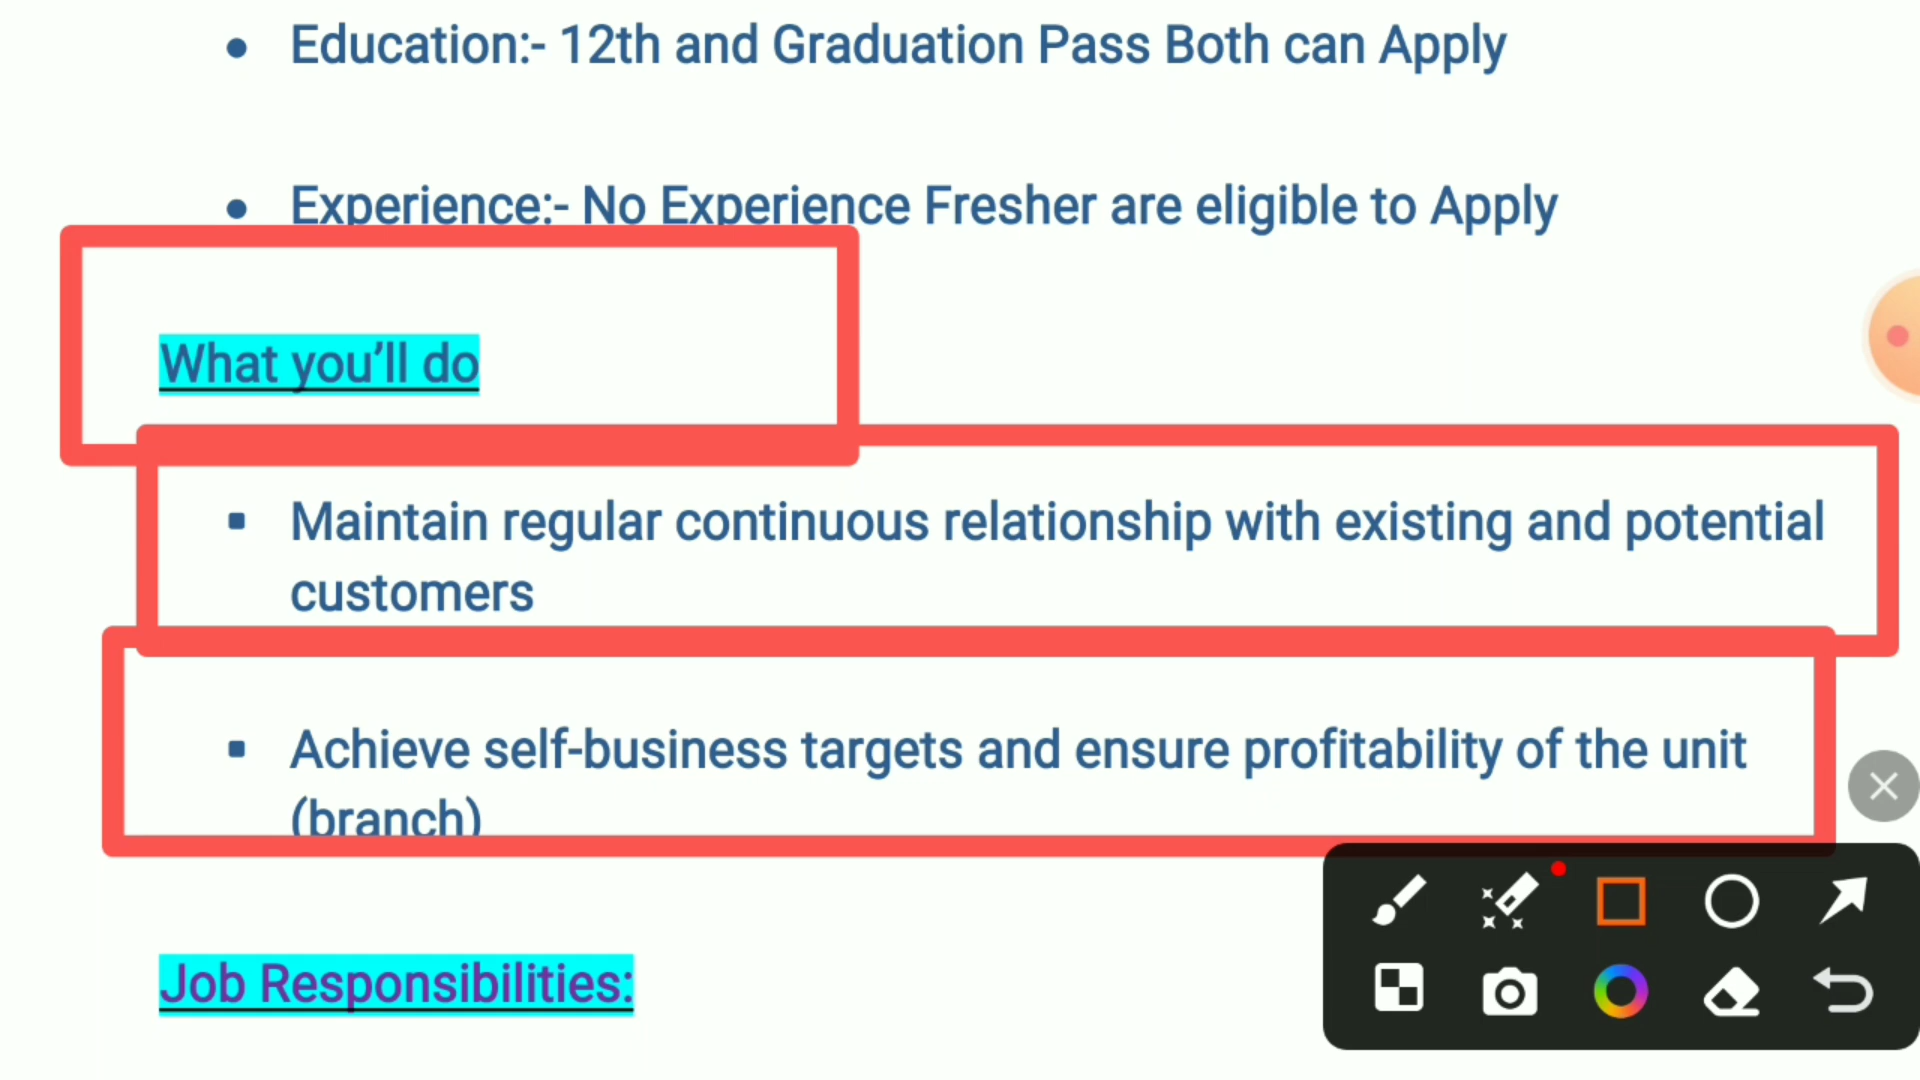 Education:- 12th and Graduation Pass Both can Apply
Experience:- No Experience Fresher are eligible to Apply
What you’ll do
Maintain regular continuous relationship with existing and potential
customers
Achieve self-business targets and ensure profitability of the unit
(branch)
Job Responsibilities: